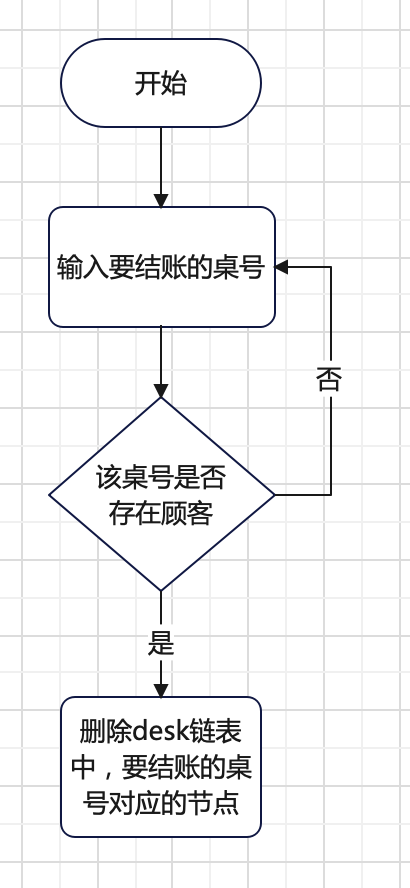 开始
输入要结账的桌号
否
该桌号是否
存在顾客
是
删除desk链表
中，要结账的桌
号对应的节点